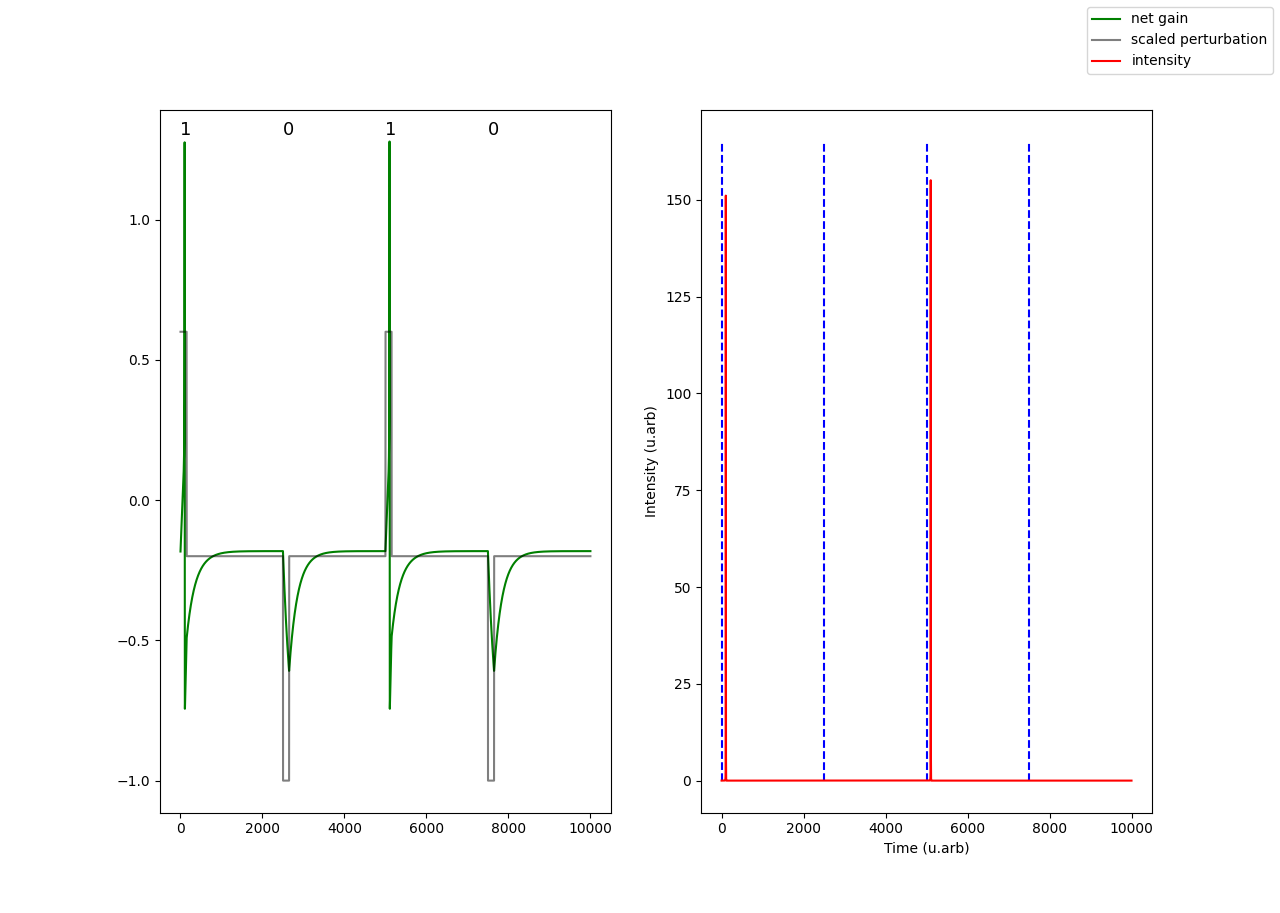 net gain
scaled perturbation
intensity
1 0 1 0
1.0
0.5
0.0
−0.5
−1.0
0 2000 4000 6000 8000 10000
Intensity (u.arb)
150
125
100
75
50
25
0
0 2000 4000 6000 8000 10000
Time (u.arb)